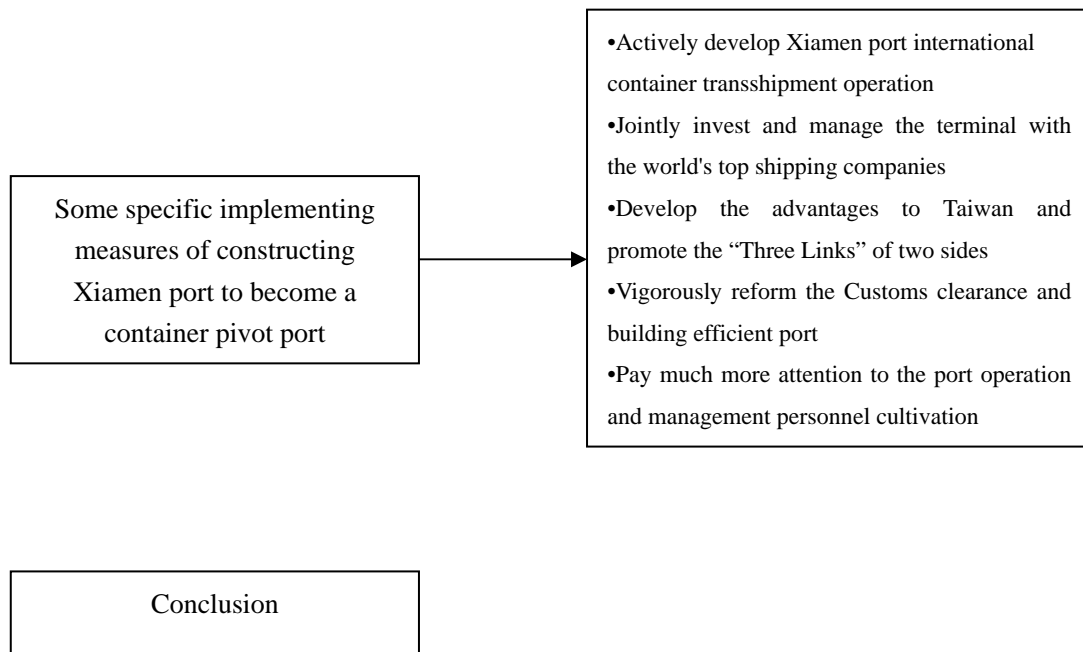 Some specific implementing
measures of constructing
Xiamen port to become a
container pivot port
•Actively develop Xiamen port international
container transshipment operation
•Jointly invest and manage the terminal with
the world's top shipping companies
•Develop the advantages to Taiwan and
promote the “Three Links” of two sides
•Vigorously reform the Customs clearance and
building efficient port
•Pay much more attention to the port operation
and management personnel cultivation
Conclusion